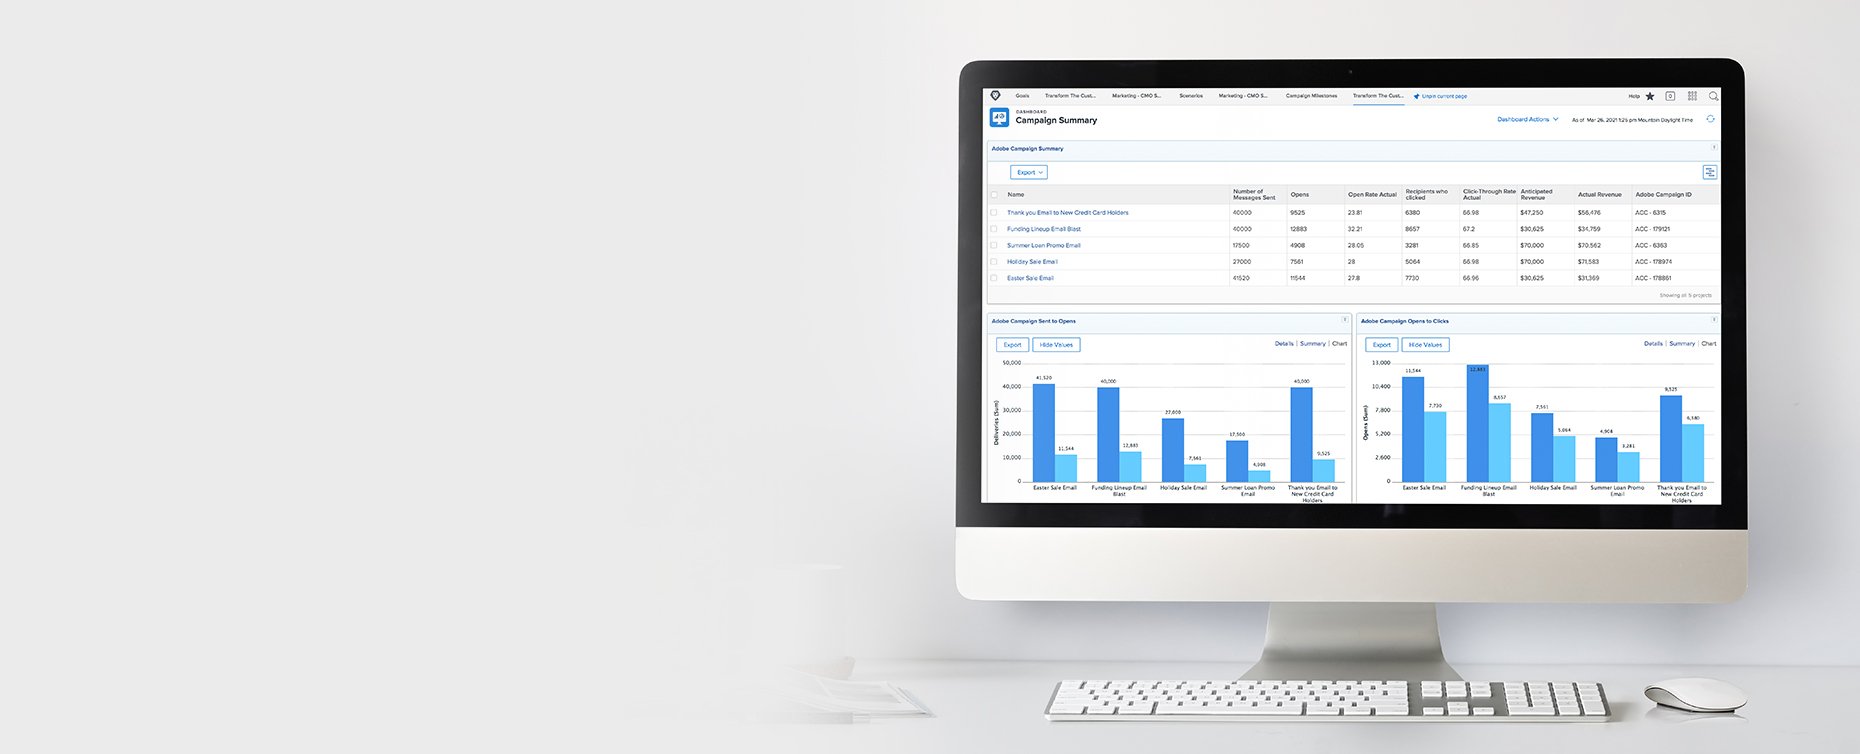 Goals Transform The Cust... Marketing - CMO S... Scenarios Marketing - CMO S... Campaign Milestones Transform The Cust... Unpin current page Help 0
DASHBOARD
Campaign Summary
Dashboard Actions As of Mar 26, 2021 1:25 pm Mountain Daylight Time
Adobe Campaign Summary
Export
Name Number of Messages Sent Opens Open Rate Actual Recipients who clicked Click-Through Rate Actual Anticipated Revenue Actual Revenue Adobe Campaign ID
Thank you Email to New Credit Card Holders 40000 9525 23.81 6380 66.98 $47,250 $56,476 ACC - 6315
Funding Lineup Email Blast 40000 12883 32.21 8657 67.2 $30,625 $34,759 ACC - 179121
Summer Loan Promo Email 17500 4908 28.05 3281 66.85 $70,000 $70,562 ACC - 6363
Holiday Sale Email 27000 7561 28 5064 66.98 $70,000 $71,583 ACC - 178974
Easter Sale Email 41520 11544 27.8 7730 66.96 $30,625 $31,369 ACC - 178861
Showing all 5 projects
Adobe Campaign Sent to Opens
Export Hide Values
Details | Summary | Chart
Deliveries (Sum)
50,000
40,000
30,000
20,000
10,000
0
41,520
11,544
40,000
12,883
27,000
7,561
17,500
4,908
40,000
9,525
Easter Sale Email
Funding Lineup Email
Blast
Holiday Sale Email
Summer Loan Promo
Email
Thank you Email to
New Credit Card
Holders
Adobe Campaign Opens to Clicks
Export Hide Values
Details | Summary | Chart
Opens (Sum)
13,000
10,400
7,800
5,200
2,600
0
11,544
7,730
12,883
8,657
7,561
5,064
4,908
3,281
9,525
6,380
Easter Sale Email
Funding Lineup Email
Blast
Holiday Sale Email
Summer Loan Promo
Email
Thank you Email to
New Credit Card
Holders